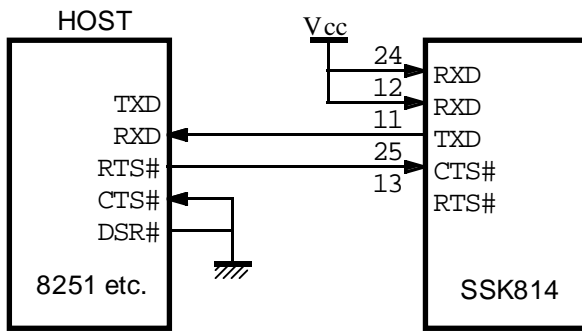 HOST
Vcc
24
RXD
12
TXD
RXD
RXD
11
TXD
RTS#
25
CTS#
CTS#
13
RTS#
DSR#
8251 etc.
SSK814